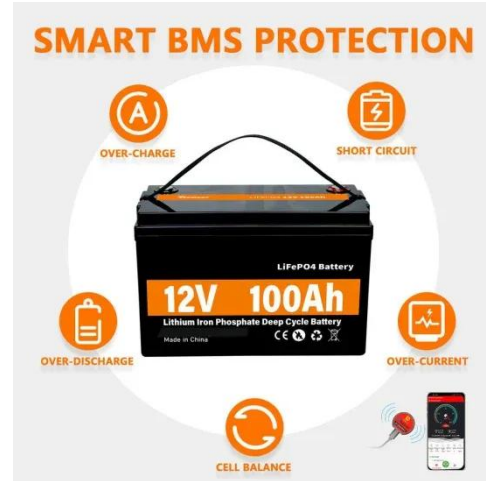 SMART BMS PROTECTION
A
OVER-CHARGE
SHORT CIRCUIT
LiFePO4 Battery
12V 100Ah
Lithium Iron Phosphate Deep Cycle Battery
Made in China
CE
OVER-DISCHARGE
OVER-CURRENT
CELL BALANCE